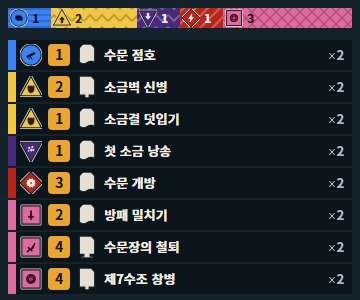 1 2 1 1 3
1 수문 점호 ×2
2 소금벽 신병 ×2
1 소금결 덧입기 ×2
1 첫 소금 낭송 ×2
3 수문 개방 ×2
2 방패 밀치기 ×2
4 수문장의 철퇴 ×2
4 제7수조 창병 ×2